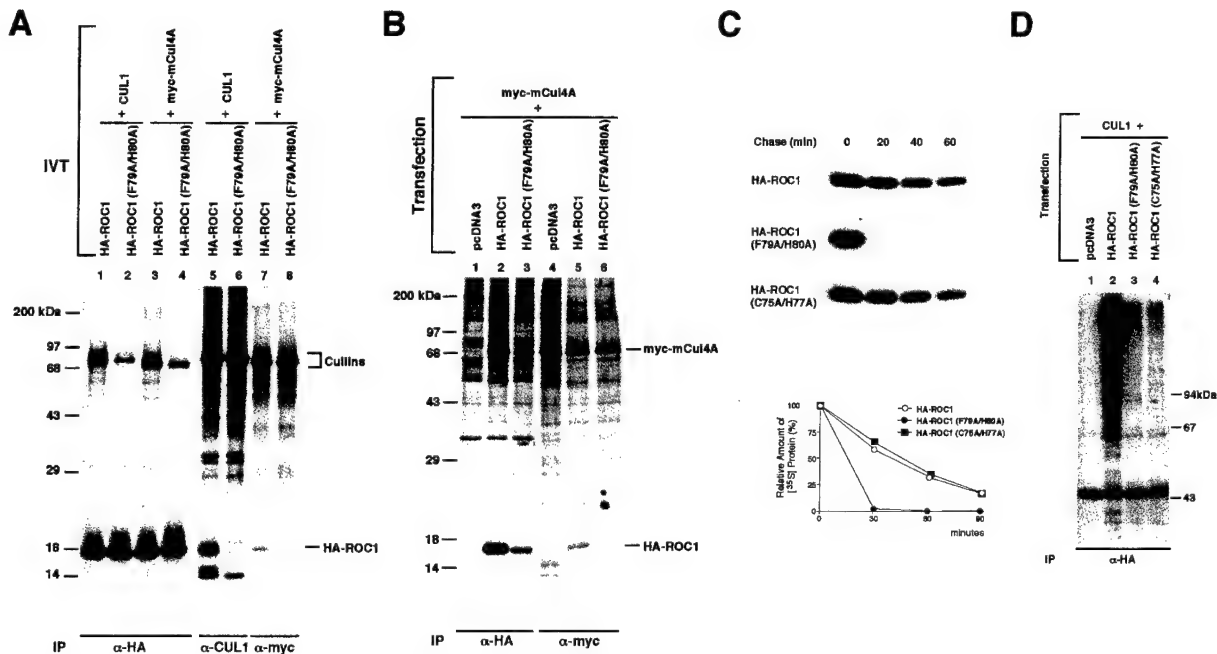 A
IVT
+ CUL1
+ myc-mCul4A
+ CUL1
+ myc-mCul4A
HA-ROC1
HA-ROC1 (F79A/H80A)
HA-ROC1
HA-ROC1 (F79A/H80A)
HA-ROC1
HA-ROC1 (F79A/H80A)
HA-ROC1
HA-ROC1 (F79A/H80A)
1 2 3 4 5 6 7 8
200 kDa
97
68
43
29
18
14
Cullins
HA-ROC1
IP α-HA α-CUL1 α-myc
B
Transfection
myc-mCul4A
+
pcDNA3
HA-ROC1
HA-ROC1 (F79A/H80A)
pcDNA3
HA-ROC1
HA-ROC1 (F79A/H80A)
1 2 3 4 5 6
200 kDa
97
68
43
29
18
14
myc-mCul4A
HA-ROC1
IP α-HA α-myc
C
Chase (min) 0 20 40 60
HA-ROC1
HA-ROC1
(F79A/H80A)
HA-ROC1
(C75A/H77A)
Relative Amount of
[35S] Protein (%)
100
75
50
25
0
0 30 60 90
minutes
HA-ROC1
HA-ROC1 (F79A/H80A)
HA-ROC1 (C75A/H77A)
D
Transfection
CUL1 +
pcDNA3
HA-ROC1
HA-ROC1 (F79A/H80A)
HA-ROC1 (C75A/H77A)
1 2 3 4
94kDa
67
43
IP α-HA